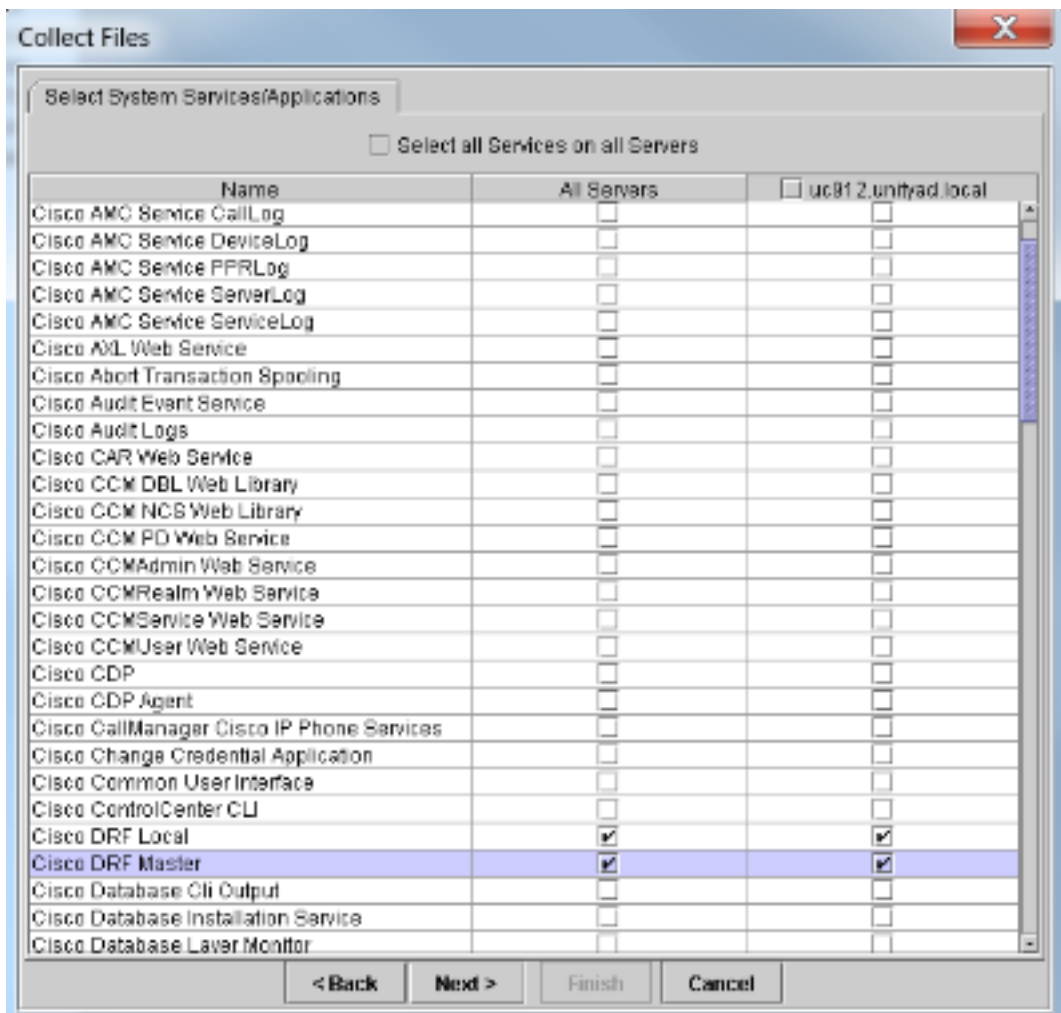 Collect Files
Select System Services/Applications
Select all Services on all Servers
Name All Servers uc912.unityad.local
Cisco AMC Service CallLog
Cisco AMC Service DeviceLog
Cisco AMC Service PPRLog
Cisco AMC Service ServerLog
Cisco AMC Service ServiceLog
Cisco AXL Web Service
Cisco Abort Transaction Spooling
Cisco Audit Event Service
Cisco Audit Logs
Cisco CAR Web Service
Cisco CCM DBL Web Library
Cisco CCM NCS Web Library
Cisco CCM PD Web Service
Cisco CCMAdmin Web Service
Cisco CCMRealm Web Service
Cisco CCMService Web Service
Cisco CCMUser Web Service
Cisco CDP
Cisco CDP Agent
Cisco CallManager Cisco IP Phone Services
Cisco Change Credential Application
Cisco Common User Interface
Cisco ControlCenter CLI
Cisco DRF Local
Cisco DRF Master
Cisco Database Cli Output
Cisco Database Installation Service
Cisco Database Layer Monitor
< Back Next > Finish Cancel